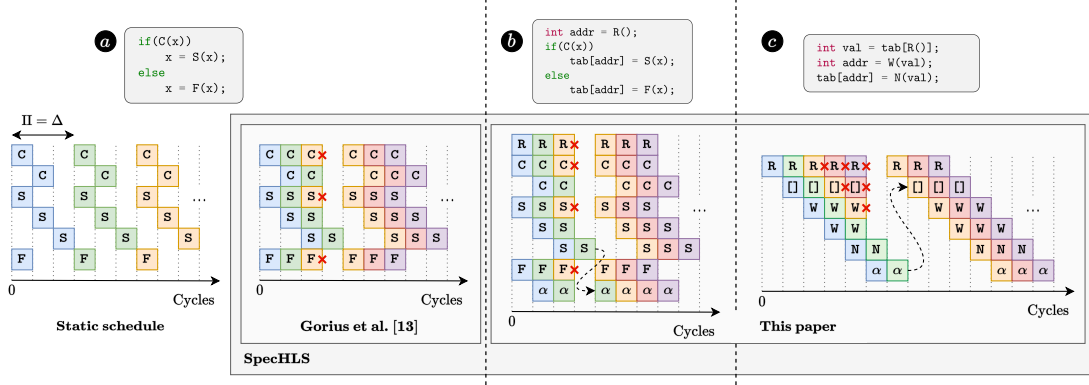 a
if(C(x))
x = S(x);
else
x = F(x);
b
int addr = R();
if(C(x))
tab[addr] = S(x);
else
tab[addr] = F(x);
c
int val = tab[R()];
int addr = W(val);
tab[addr] = N(val);
II = Δ
C C C
C C C
S S S ...
S S S
S S S
F F F
0
Cycles
Static schedule
C C C C C C
C C C C C
S S S S S S ...
S S S S S
S S S S S
F F F F F F
0
Cycles
Gorius et al. [13]
R R R R R R
C C C C C C
C C C C C
S S S S S S ...
S S S S S
S S S S S
F F F F F F
α α α α α α
0
Cycles
R R R R R R R R
[] [] [] [] [] [] []
W W W W W W ...
W W W W W
N N N N N
α α α α α
0
Cycles
This paper
SpecHLS